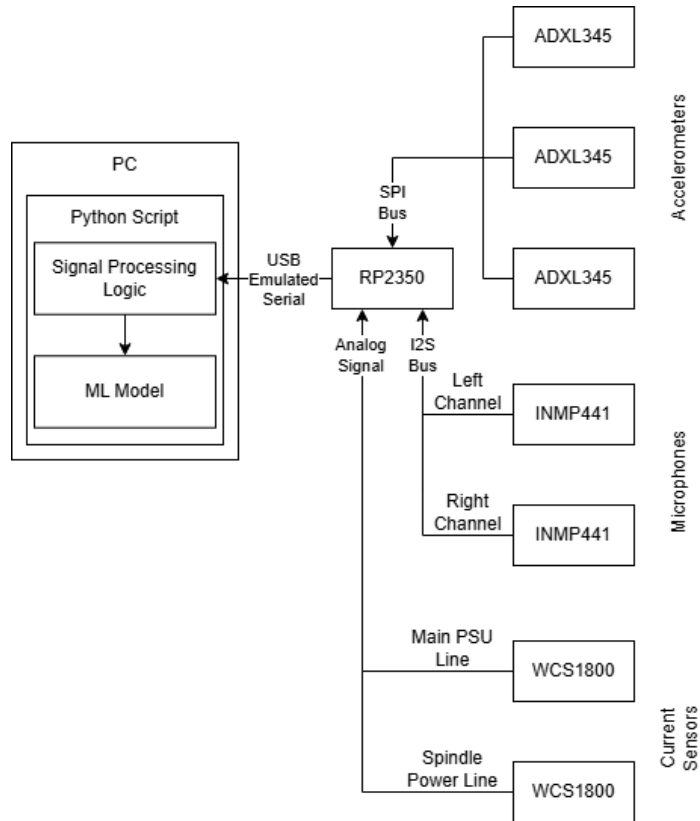 ADXL345
ADXL345
ADXL345
Accelerometers
PC
Python Script
Signal Processing
Logic
ML Model
USB
Emulated
Serial
SPI
Bus
RP2350
Analog
Signal
I2S
Bus
Left
Channel
INMP441
Right
Channel
INMP441
Microphones
Main PSU
Line
WCS1800
Spindle
Power Line
WCS1800
Current
Sensors